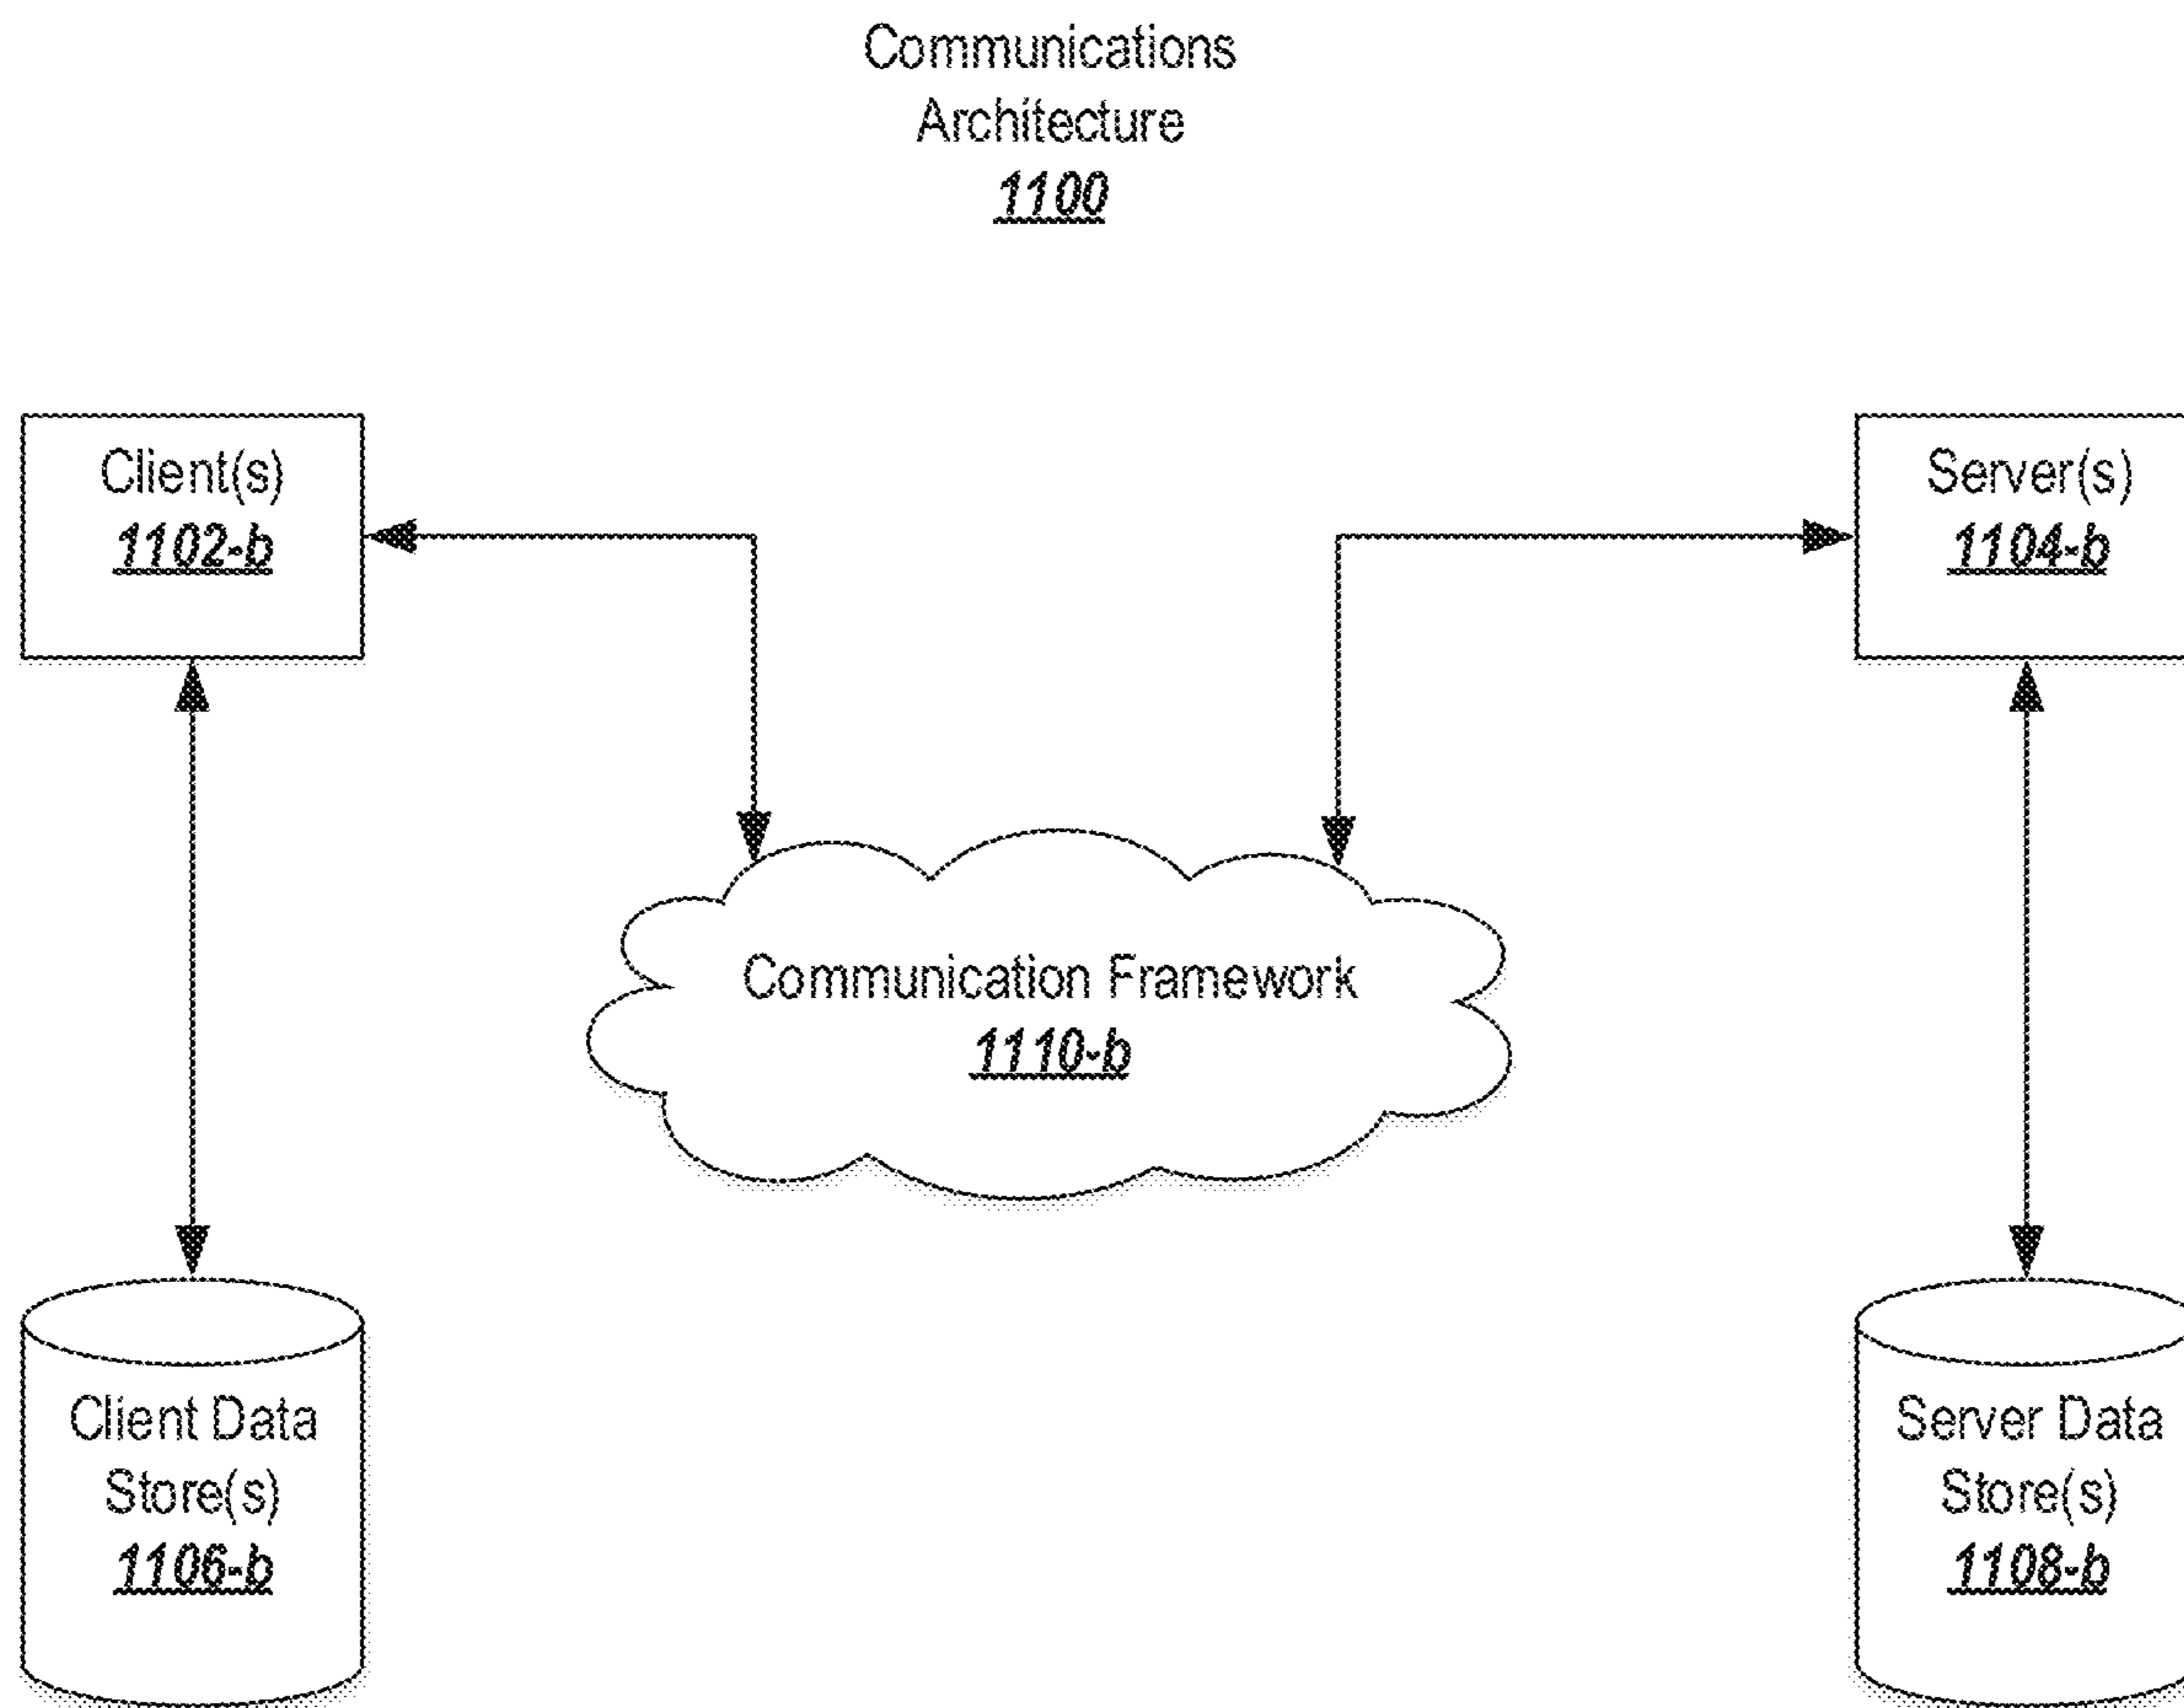 Communications
Architecture
1100
Client(s)
1102-b
Server(s)
1104-b
Communication Framework
1110-b
Client Data
Store(s)
1106-b
Server Data
Store(s)
1108-b